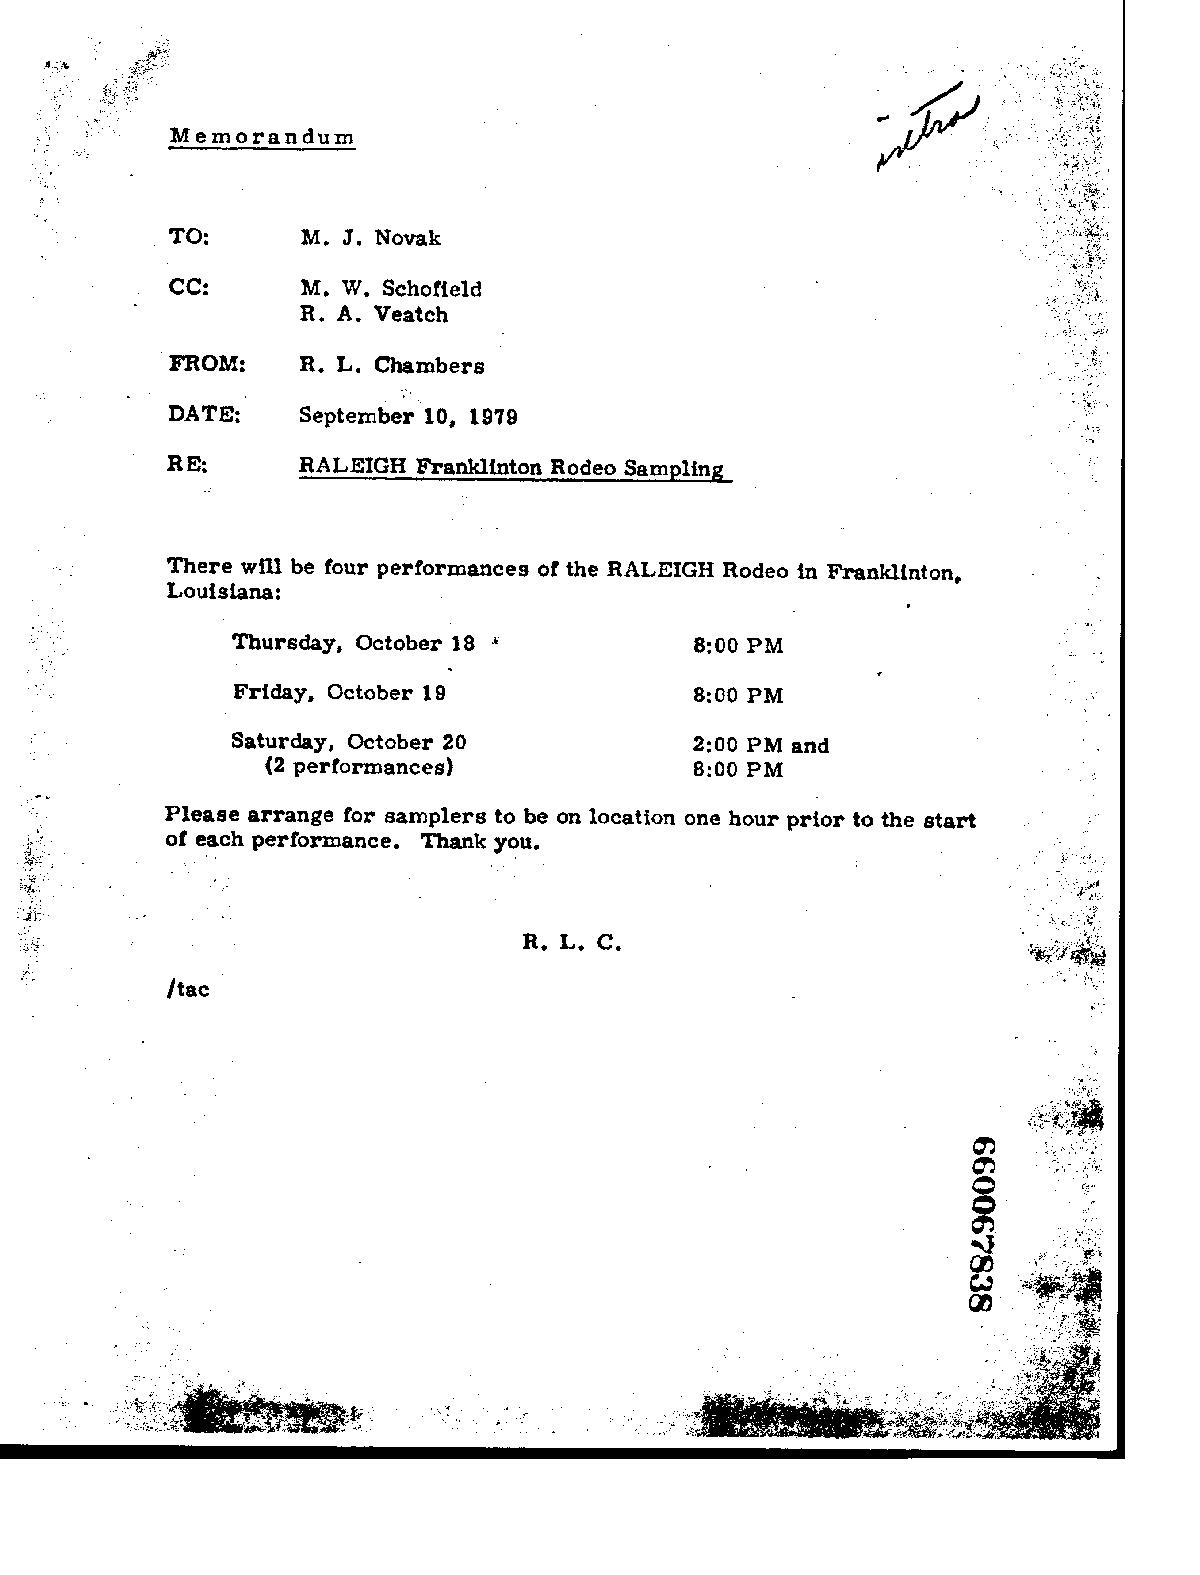 Memorandum
TO: M. J. Novak
CC: M. W. Schofield
R. A. Veatch
FROM: R. L. Chambers
DATE: September 10, 1979
RE: RALEIGH Franklinton Rodeo Sampling
There will be four performances of the RALEIGH Rodeo in Franklinton,
Louisiana:
Thursday, October 18 8:00 PM
Friday, October 19 8:00 PM
Saturday, October 20 2:00 PM and
(2 performances) 8:00 PM
Please arrange for samplers to be on location one hour prior to the start
of each performance. Thank you.
R. L. C.
/tac
660067838